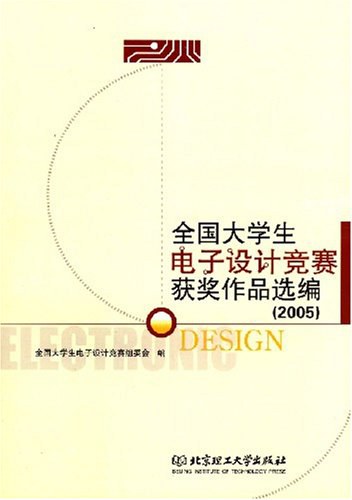 全国大学生
电子设计竞赛
获奖作品选编
(2005)
DESIGN
ELECTRONIC
全国大学生电子设计竞赛组委会 编
北京理工大学出版社
BEIJING INSTITUTE OF TECHNOLOGY PRESS